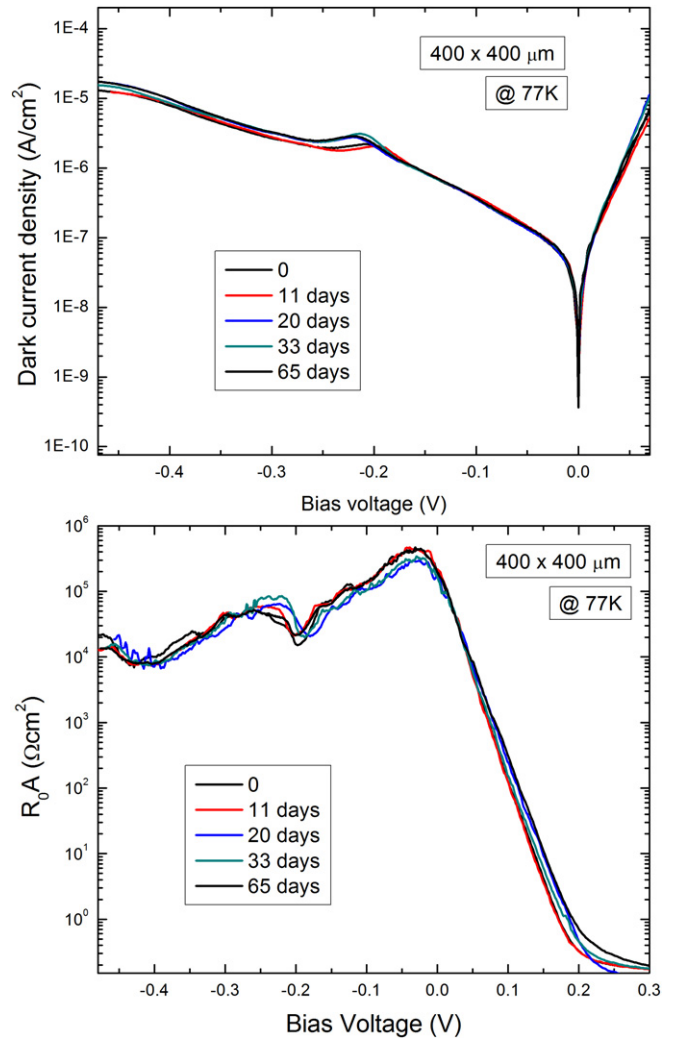 1E-4
400 x 400 μm
@ 77K
1E-5
1E-6
1E-7
1E-8
1E-9
1E-10
Dark current density (A/cm²)
0
11 days
20 days
33 days
65 days
-0.4 -0.3 -0.2 -0.1 0.0
Bias voltage (V)
10⁶
400 x 400 μm
@ 77K
10⁵
10⁴
10³
10²
10¹
10⁰
R₀A (Ωcm²)
0
11 days
20 days
33 days
65 days
-0.4 -0.3 -0.2 -0.1 0.0 0.1 0.2 0.3
Bias Voltage (V)